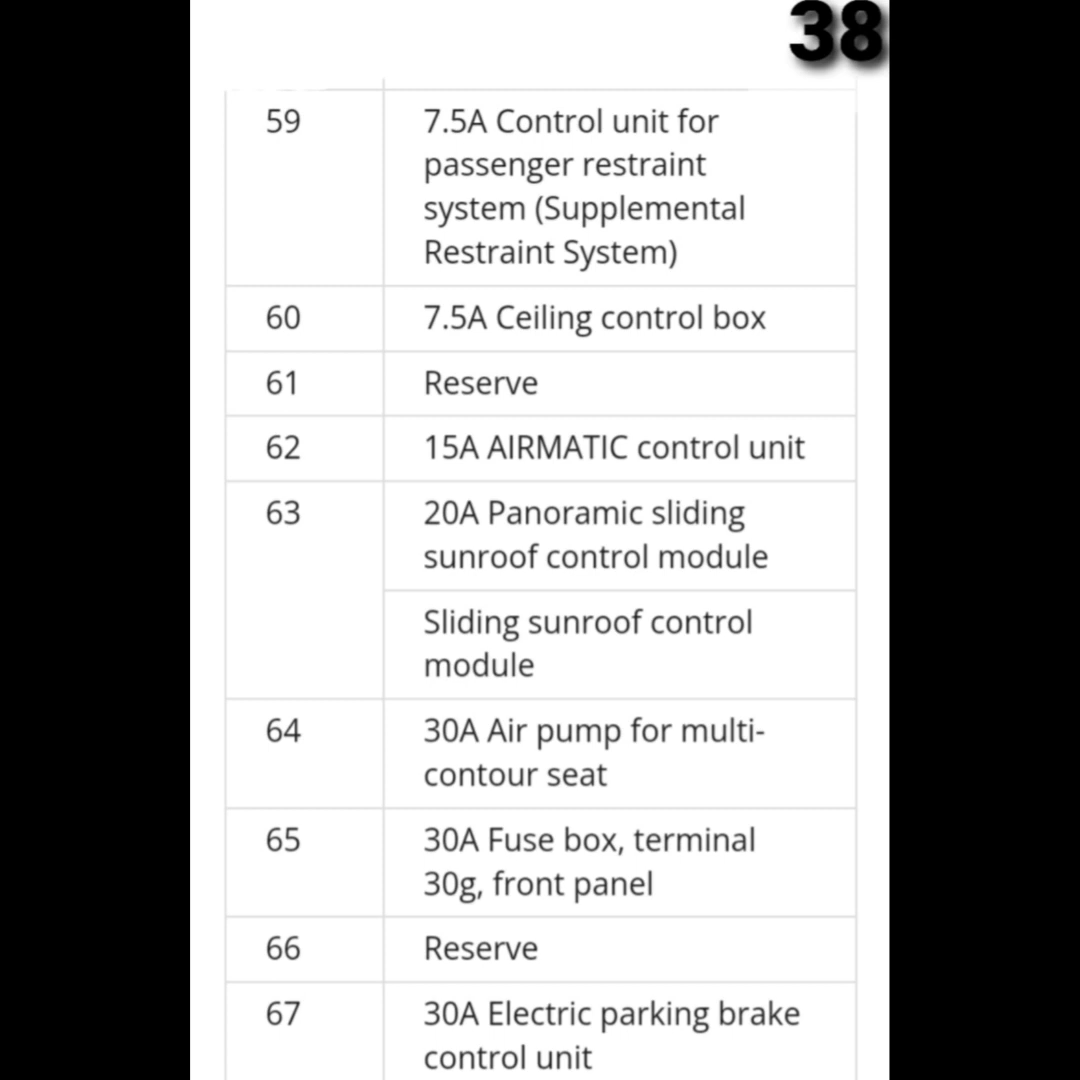 38
59 7.5A Control unit for
passenger restraint
system (Supplemental
Restraint System)
60 7.5A Ceiling control box
61 Reserve
62 15A AIRMATIC control unit
63 20A Panoramic sliding
sunroof control module
Sliding sunroof control
module
64 30A Air pump for multi-
contour seat
65 30A Fuse box, terminal
30g, front panel
66 Reserve
67 30A Electric parking brake
control unit